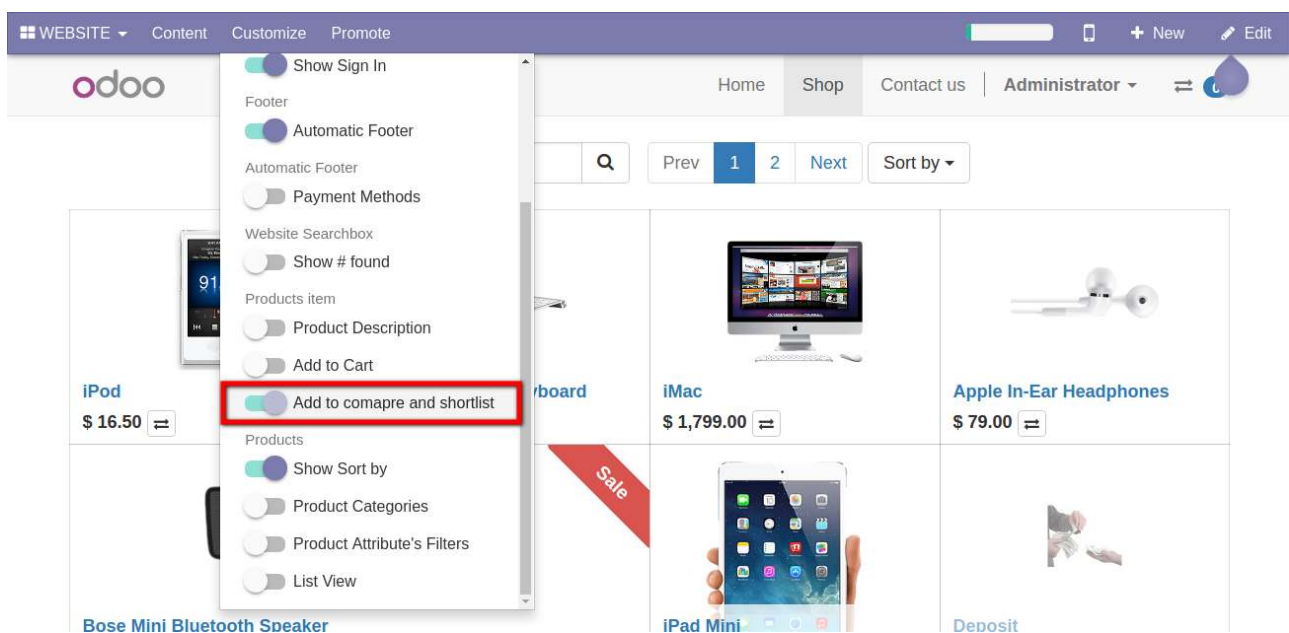 WEBSITE Content Customize Promote New Edit
odoo Home Shop Contact us Administrator
Show Sign In
Footer
Automatic Footer
Automatic Footer
Payment Methods
Website Searchbox
Show # found
Products item
Product Description
Add to Cart
Add to comapre and shortlist
Products
Show Sort by
Product Categories
Product Attribute's Filters
List View
Prev 1 2 Next Sort by
91
iPod
$ 16.50
iMac
$ 1,799.00
Apple In-Ear Headphones
$ 79.00
Sale
Bose Mini Bluetooth Speaker
iPad Mini
Deposit